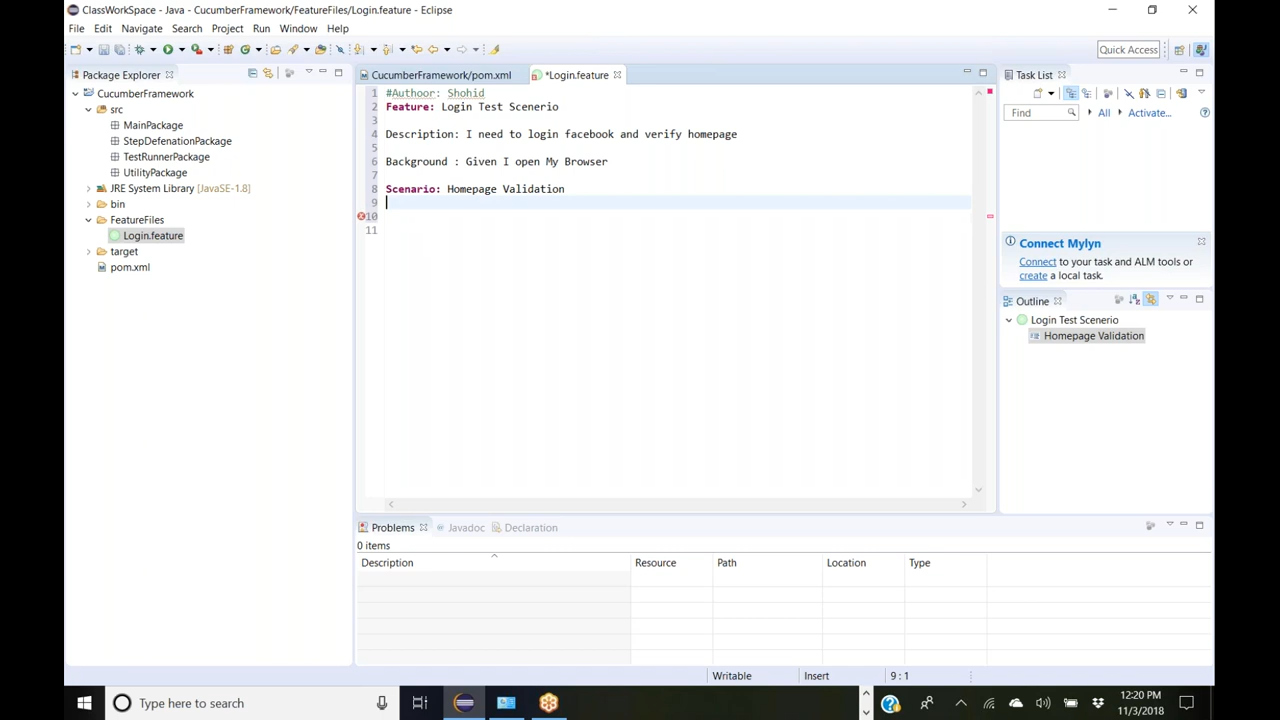 ClassWorkSpace - Java - CucumberFramework/FeatureFiles/Login.feature - Eclipse
File Edit Navigate Search Project Run Window Help
Quick Access
Package Explorer
CucumberFramework
src
MainPackage
StepDefenationPackage
TestRunnerPackage
UtilityPackage
JRE System Library [JavaSE-1.8]
bin
FeatureFiles
Login.feature
target
pom.xml
CucumberFramework/pom.xml *Login.feature
1 #Authoor: Shohid
2 Feature: Login Test Scenerio
3
4 Description: I need to login facebook and verify homepage
5
6 Background : Given I open My Browser
7
8 Scenario: Homepage Validation
9
10
11
Task List
Find All Activate...
Connect Mylyn
Connect to your task and ALM tools or
create a local task.
Outline
Login Test Scenerio
Homepage Validation
Problems Javadoc Declaration
0 items
Description Resource Path Location Type
Writable Insert 9 : 1
Type here to search
12:20 PM
11/3/2018